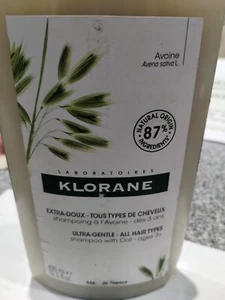 Avoine
Avena sativa L.
NATURAL ORIGIN
87%
INGREDIENTS*
LABORATOIRES
KLORANE
EXTRA-DOUX - TOUS TYPES DE CHEVEUX
shampooing à l'Avoine - dès 3 ans
ULTRA-GENTLE - ALL HAIR TYPES
shampoo with Oat - ages 3+